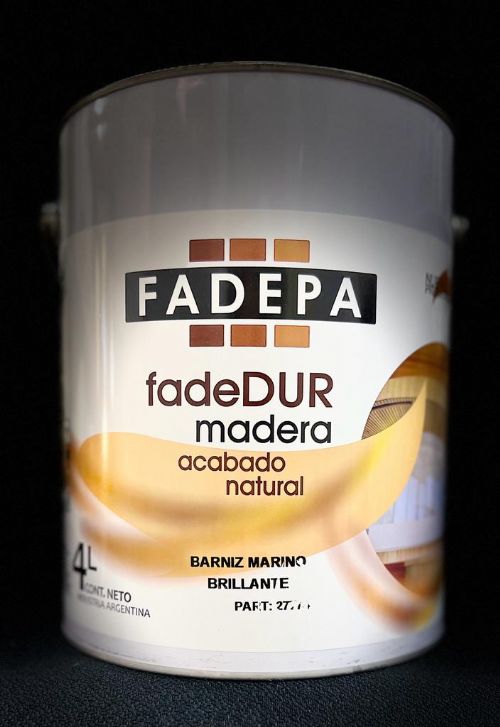 FADEPA
fadeDUR
madera
acabado
natural
BARNIZ MARINO
BRILLANTE
PART:
4L
CONT. NETO
INDUSTRIA ARGENTINA